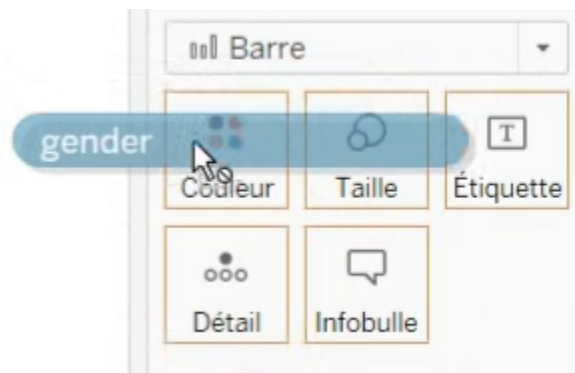 Barre
gender
Couleur Taille Étiquette
T
Détail Infobulle